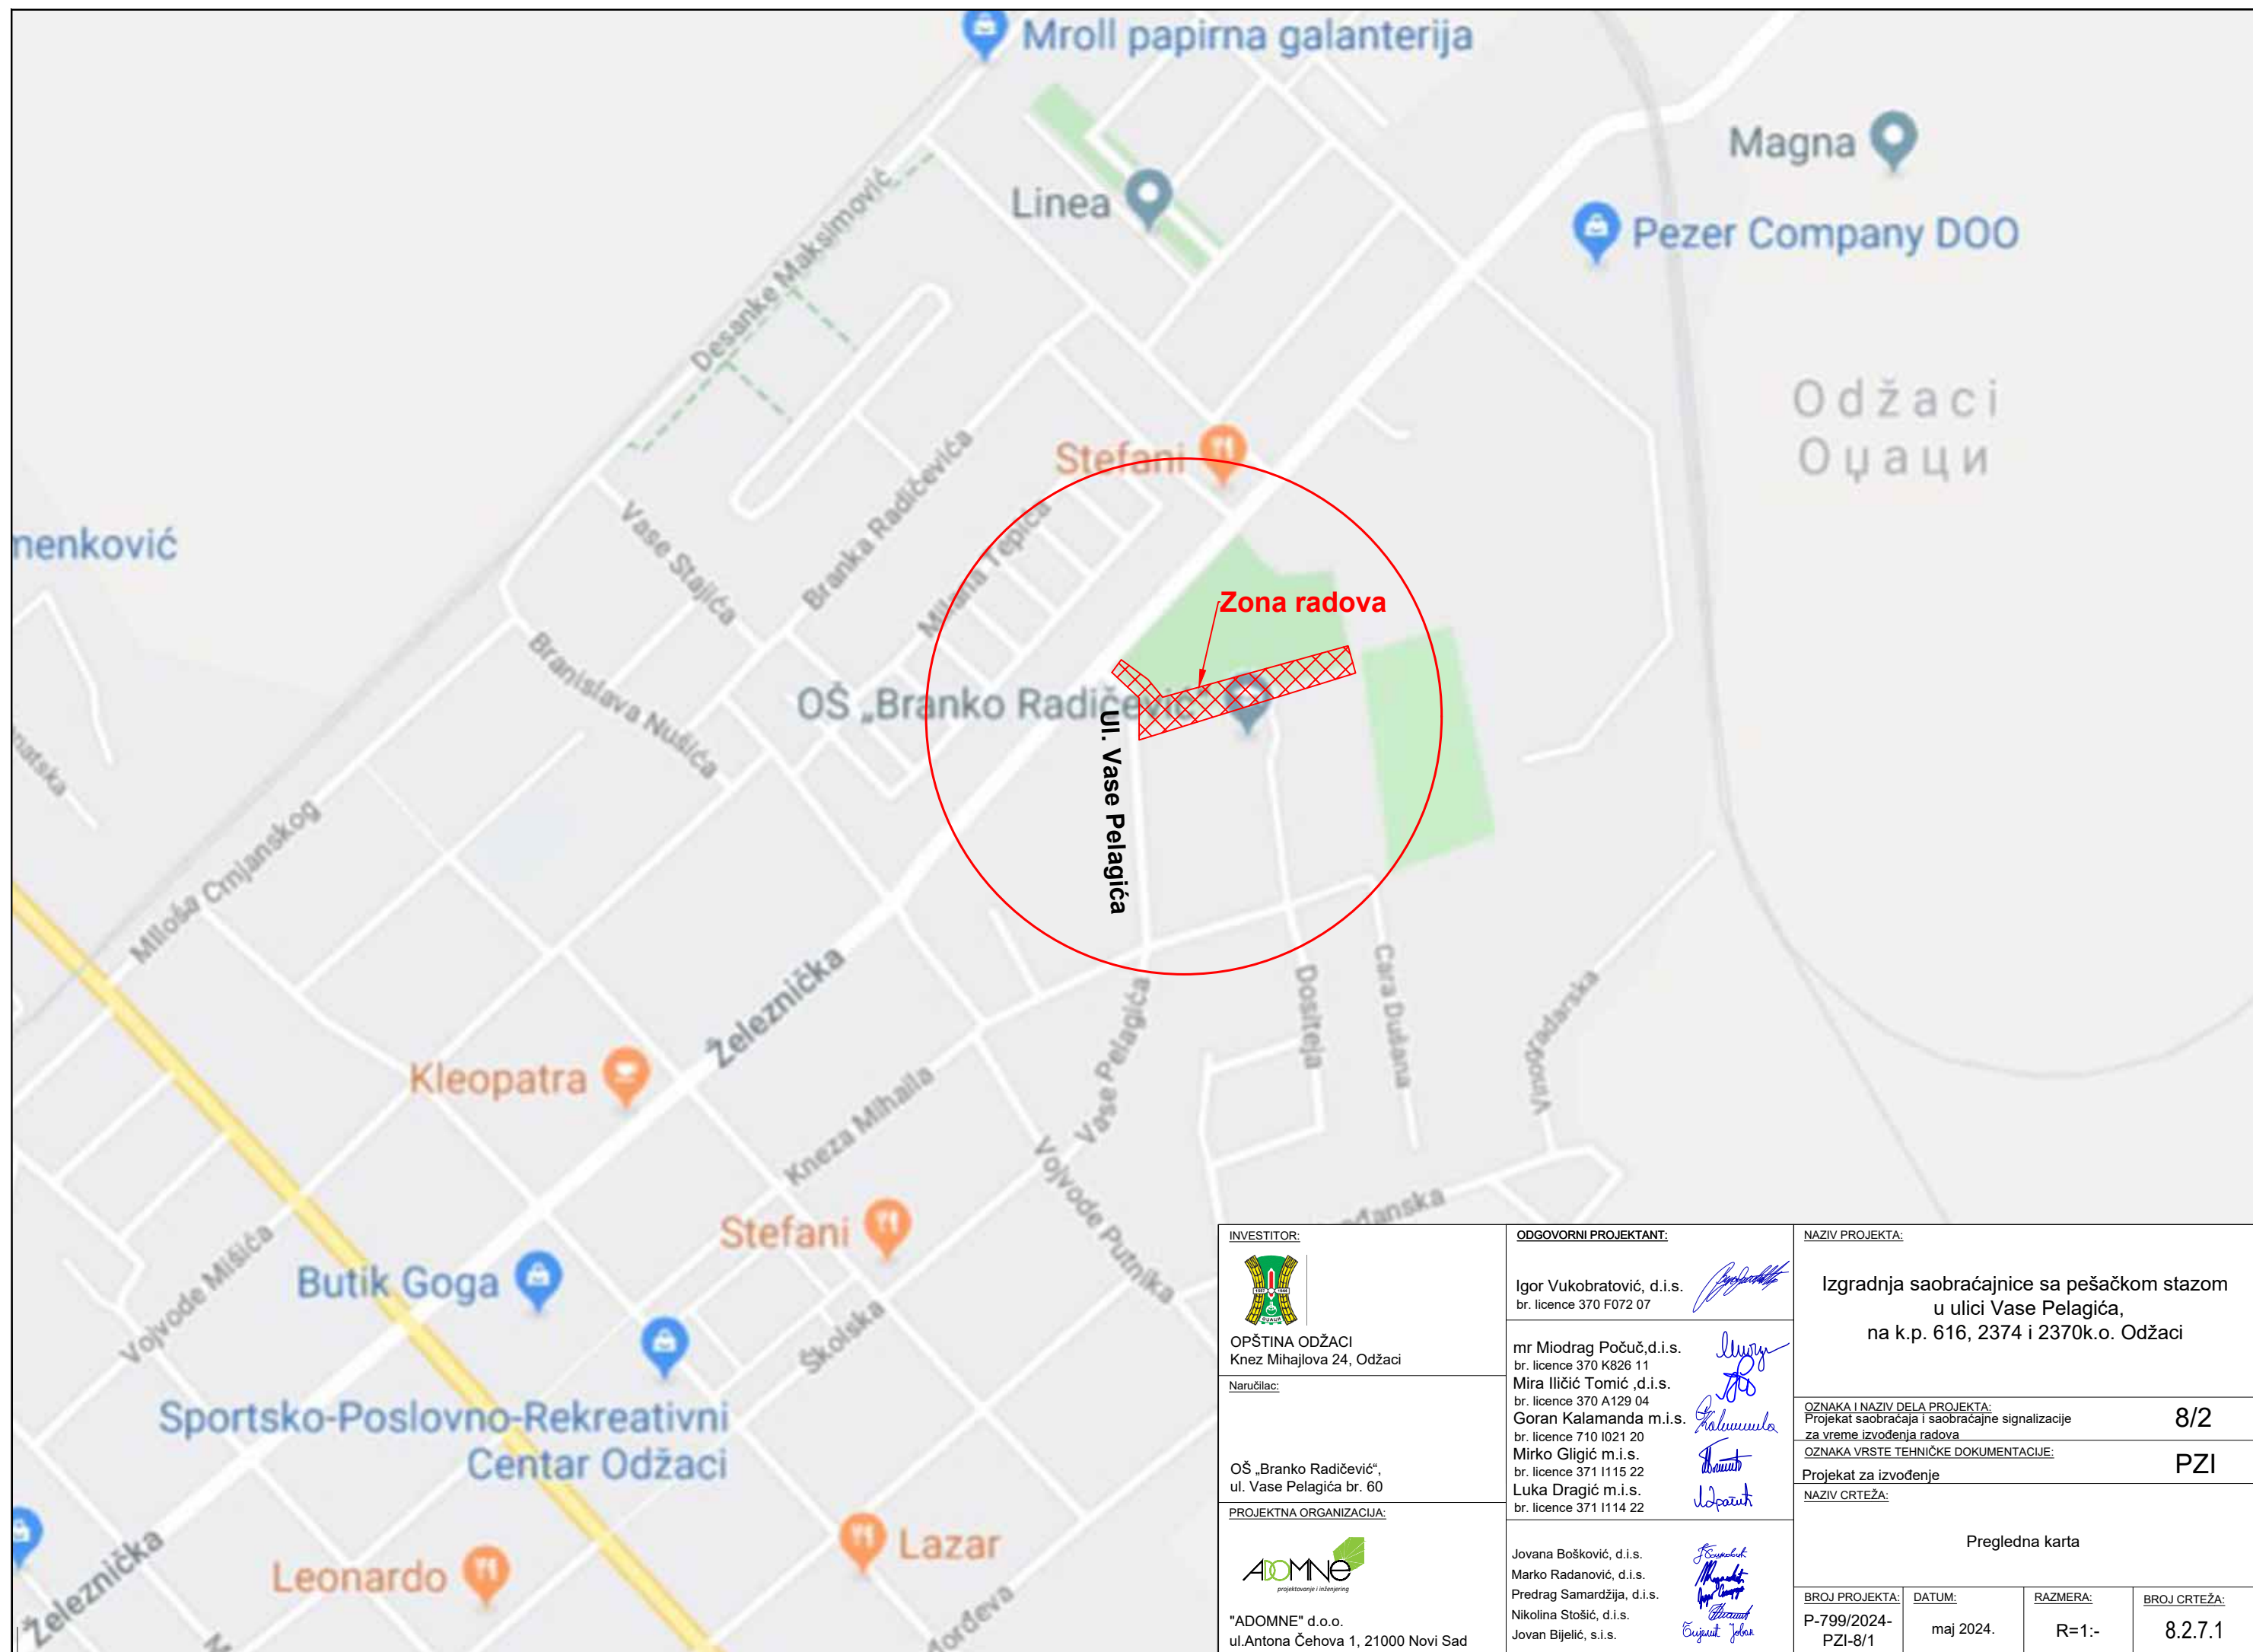 Mroll papirna galanterija
Magna
Linea
Pezer Company DOO
Desanke Maksimović
Odžaci
Оџаци
Stefani
Branka Radičevića
Vase Stajića
Milana Tepića
menković
Zona radova
Branislava Nušića
OŠ „Branko Radičević“
Ul. Vase Pelagića
Miloša Crnjanskog
Železnička
Dositeja
Cara Dušana
Vinogradarska
Vase Pelagića
Kleopatra
Kneza Mihaila
Vojvode Putnika
Stefani
Vojvode Mišića
Butik Goga
Školska
Sportsko-Poslovno-Rekreativni
Centar Odžaci
Železnička
Leonardo
Lazar
INVESTITOR:
OPŠTINA ODŽACI
Knez Mihajlova 24, Odžaci
Naručilac:
OŠ „Branko Radičević“,
ul. Vase Pelagića br. 60
PROJEKTNA ORGANIZACIJA:
ADOMNE
projektovanje i inženjering
"ADOMNE" d.o.o.
ul.Antona Čehova 1, 21000 Novi Sad
ODGOVORNI PROJEKTANT:
Igor Vukobratović, d.i.s.
br. licence 370 F072 07
mr Miodrag Počuč,d.i.s.
br. licence 370 K826 11
Mira Iličić Tomić ,d.i.s.
br. licence 370 A129 04
Goran Kalamanda m.i.s.
br. licence 710 I021 20
Mirko Gligić m.i.s.
br. licence 371 I115 22
Luka Dragić m.i.s.
br. licence 371 I114 22
Jovana Bošković, d.i.s.
Marko Radanović, d.i.s.
Predrag Samardžija, d.i.s.
Nikolina Stošić, d.i.s.
Jovan Bijelić, s.i.s.
NAZIV PROJEKTA:
Izgradnja saobraćajnice sa pešačkom stazom
u ulici Vase Pelagića,
na k.p. 616, 2374 i 2370k.o. Odžaci
OZNAKA I NAZIV DELA PROJEKTA:
Projekat saobraćaja i saobraćajne signalizacije
za vreme izvođenja radova
8/2
OZNAKA VRSTE TEHNIČKE DOKUMENTACIJE:
Projekat za izvođenje
PZI
NAZIV CRTEŽA:
Pregledna karta
BROJ PROJEKTA:
P-799/2024-
PZI-8/1
DATUM:
maj 2024.
RAZMERA:
R=1:-
BROJ CRTEŽA:
8.2.7.1